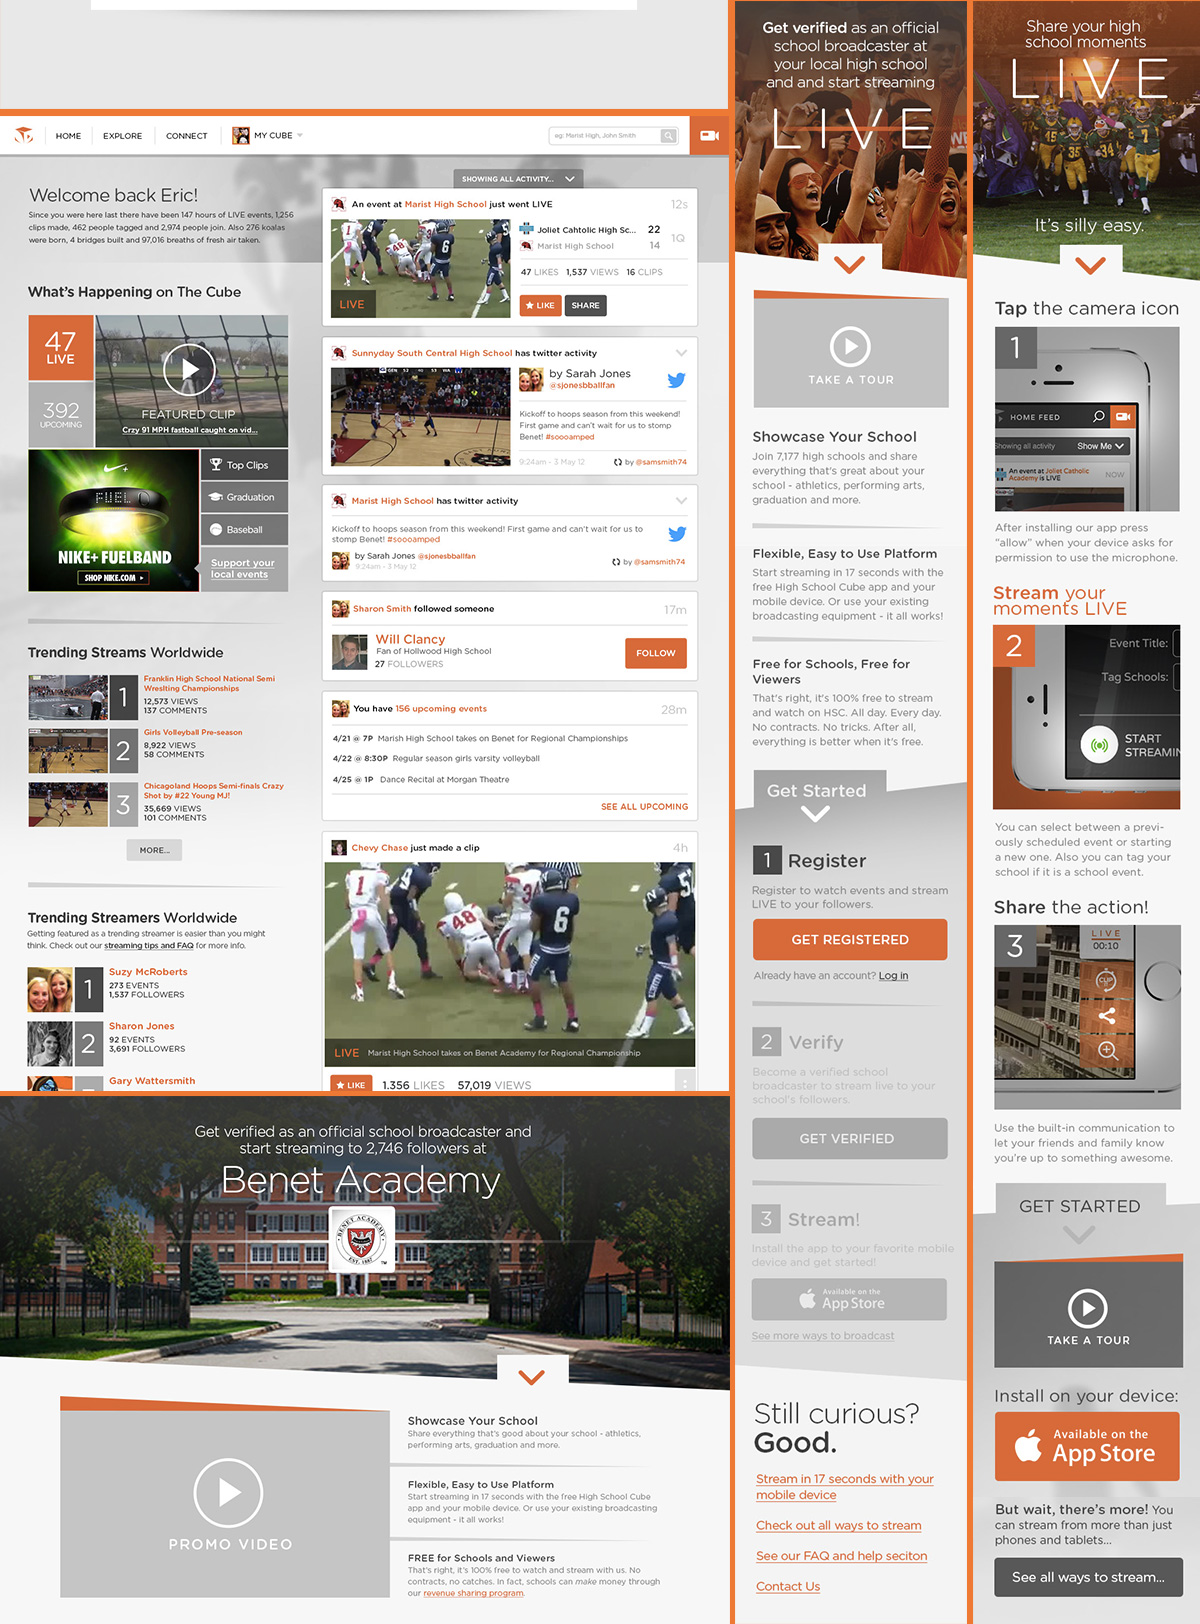 HOME
EXPLORE
CONNECT
MY CUBE
eg. Marist High, John Smith
Welcome back Eric!
Since you were here last there have been 147 hours of LIVE events, 1,256
clips made, 462 people tagged and 2,974 people join. Also 276 koalas
were born, 4 bridges built and 97,016 breaths of fresh air taken.
What's Happening on The Cube
47
LIVE
392
UPCOMING
FEATURED CLIP
Crzy 91 MPH fastball caught on vid...
FUEL
NIKE+ FUELBAND
SHOP NIKE.COM
Top Clips
Graduation
Baseball
Support your
local events
Trending Streams Worldwide
1
Franklin High School National Semi
Wreslting Championships
12,573 VIEWS
137 COMMENTS
2
Girls Volleyball Pre-season
8,922 VIEWS
58 COMMENTS
3
Chicagoland Hoops Semi-finals Crazy
Shot by #22 Young MJ!
35,669 VIEWS
101 COMMENTS
MORE...
Trending Streamers Worldwide
Getting featured as a trending streamer is easier than you might
think. Check out our streaming tips and FAQ for more info.
1
Suzy McRoberts
273 EVENTS
1,537 FOLLOWERS
2
Sharon Jones
92 EVENTS
3,691 FOLLOWERS
Gary Wattersmith
SHOWING ALL ACTIVITY...
An event at Marist High School just went LIVE
12s
LIVE
Joliet Cahtolic High Sc... 22
Marist High School 14
1Q
47 LIKES 1,537 VIEWS 16 CLIPS
LIKE
SHARE
Sunnyday South Central High School has twitter activity
by Sarah Jones
@sjonesbballfan
Kickoff to hoops season from this weekend!
First game and can't wait for us to stomp
Benet! #soooamped
9:24am - 3 May 12
by @samsmith74
Marist High School has twitter activity
Kickoff to hoops season from this weekend! First game and can't wait for us to
stomp Benet! #soooamped
by Sarah Jones @sjonesbballfan
9:24am - 3 May 12
by @samsmith74
Sharon Smith followed someone
17m
Will Clancy
Fan of Hollwood High School
27 FOLLOWERS
FOLLOW
You have 156 upcoming events
28m
4/21 @ 7P Marish High School takes on Benet for Regional Championships
4/22 @ 8:30P Regular season girls varsity volleyball
4/25 @ 1P Dance Recital at Morgan Theatre
SEE ALL UPCOMING
Chevy Chase just made a clip
4h
LIVE Marist High School takes on Benet Academy for Regional Championship
LIKE
1,356 LIKES 57,019 VIEWS
Get verified as an official school broadcaster and
start streaming to 2,746 followers at
Benet Academy
BENET ACADEMY
EST. 1887
TM
PROMO VIDEO
Showcase Your School
Share everything that's good about your school - athletics,
performing arts, graduation and more.
Flexible, Easy to Use Platform
Start streaming in 17 seconds with the free High School Cube
app and your mobile device. Or use your existing broadcasting
equipment - it all works!
FREE for Schools and Viewers
That's right, it's 100% free to watch and stream with us. No
contracts, no catches. In fact, schools can make money through
our revenue sharing program.
Get verified as an official
school broadcaster at
your local high school
and and start streaming
LIVE
TAKE A TOUR
Showcase Your School
Join 7,177 high schools and share
everything that's great about your
school - athletics, performing arts,
graduation and more.
Flexible, Easy to Use Platform
Start streaming in 17 seconds with the
free High School Cube app and your
mobile device. Or use your existing
broadcasting equipment - it all works!
Free for Schools, Free for
Viewers
That's right, it's 100% free to stream
and watch on HSC. All day. Every day.
No contracts. No tricks. After all,
everything is better when it's free.
Get Started
1 Register
Register to watch events and stream
LIVE to your followers.
GET REGISTERED
Already have an account? Log in
2 Verify
Become a verified school
broadcaster to stream live to your
school's followers.
GET VERIFIED
3 Stream!
Install the app to your favorite mobile
device and get started!
Available on the
App Store
See more ways to broadcast
Still curious?
Good.
Stream in 17 seconds with your
mobile device
Check out all ways to stream
See our FAQ and help seciton
Contact Us
Share your high
school moments
LIVE
It's silly easy.
Tap the camera icon
1
HOME FEED
Showing all activity
Show Me
An event at Joliet Catholic
Academy is LIVE
NOW
After installing our app press
"allow" when your device asks for
permission to use the microphone.
Stream your
moments LIVE
2
Event Title:
Tag Schools:
START
STREAMIN
You can select between a previ-
ously scheduled event or starting
a new one. Also you can tag your
school if it is a school event.
Share the action!
3
LIVE
00:10
CLIP
Use the built-in communication to
let your friends and family know
you're up to something awesome.
GET STARTED
TAKE A TOUR
Install on your device:
Available on the
App Store
But wait, there's more! You
can stream from more than just
phones and tablets...
See all ways to stream...